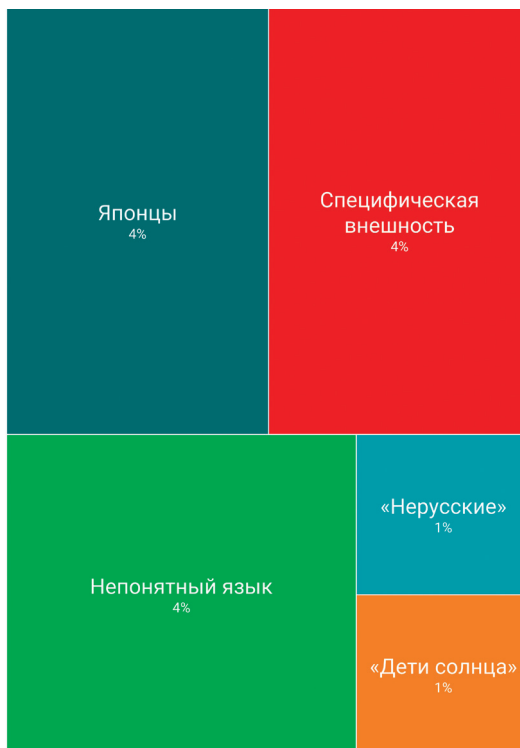 Японцы
4%
Специфическая
внешность
4%
Непонятный язык
4%
«Нерусские»
1%
«Дети солнца»
1%